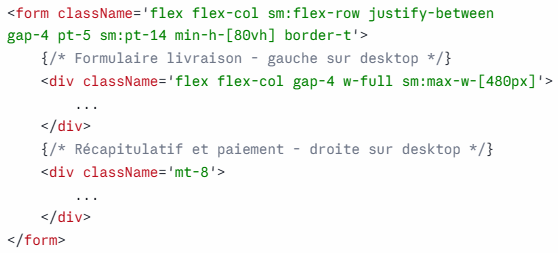 <form className='flex flex-col sm:flex-row justify-between
gap-4 pt-5 sm:pt-14 min-h-[80vh] border-t'>
    {/* Formulaire livraison - gauche sur desktop */}
    <div className='flex flex-col gap-4 w-full sm:max-w-[480px]'>
        ...
    </div>
    {/* Récapitulatif et paiement - droite sur desktop */}
    <div className='mt-8'>
        ...
    </div>
</form>